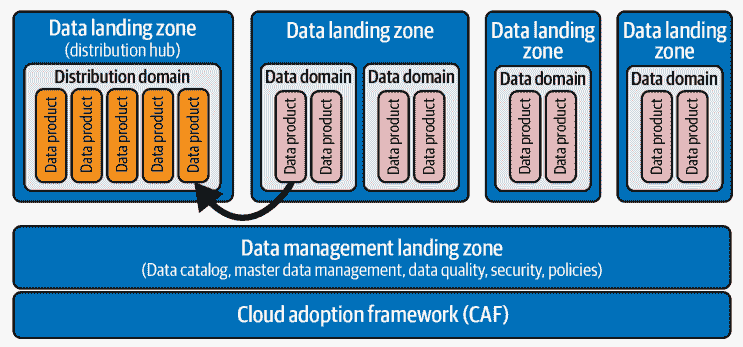 Data landing zone
(distribution hub)
Distribution domain
Data product
Data product
Data product
Data product
Data product
Data landing zone
Data domain
Data product
Data product
Data domain
Data product
Data product
Data landing
zone
Data domain
Data product
Data product
Data landing
zone
Data domain
Data product
Data product
Data management landing zone
(Data catalog, master data management, data quality, security, policies)
Cloud adoption framework (CAF)